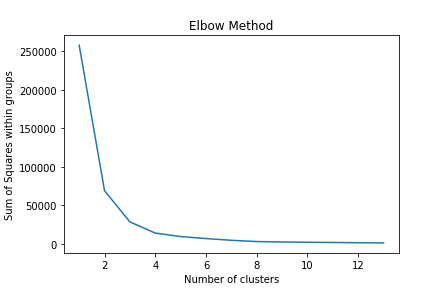 Elbow Method
Sum of Squares within groups
250000
200000
150000
100000
50000
0
2 4 6 8 10 12
Number of clusters